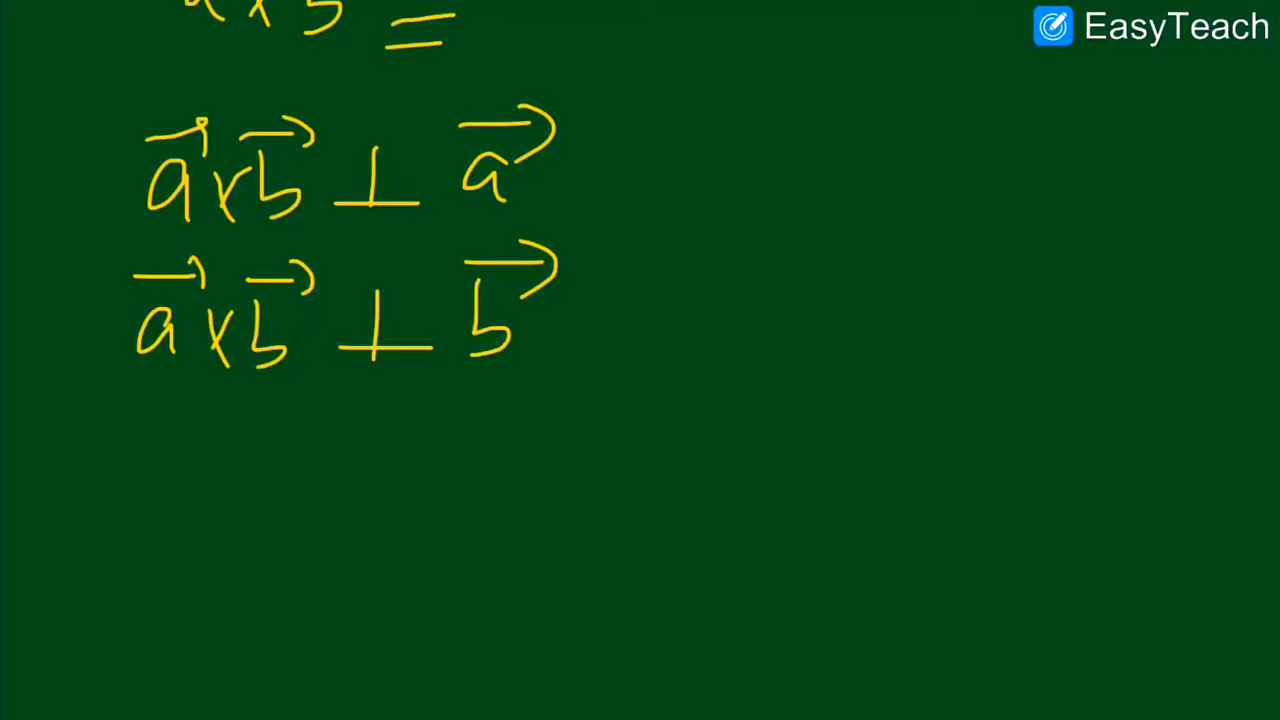 a × b =
EasyTeach
a⃗ × b⃗ ⊥ a⃗
a⃗ × b⃗ ⊥ b⃗